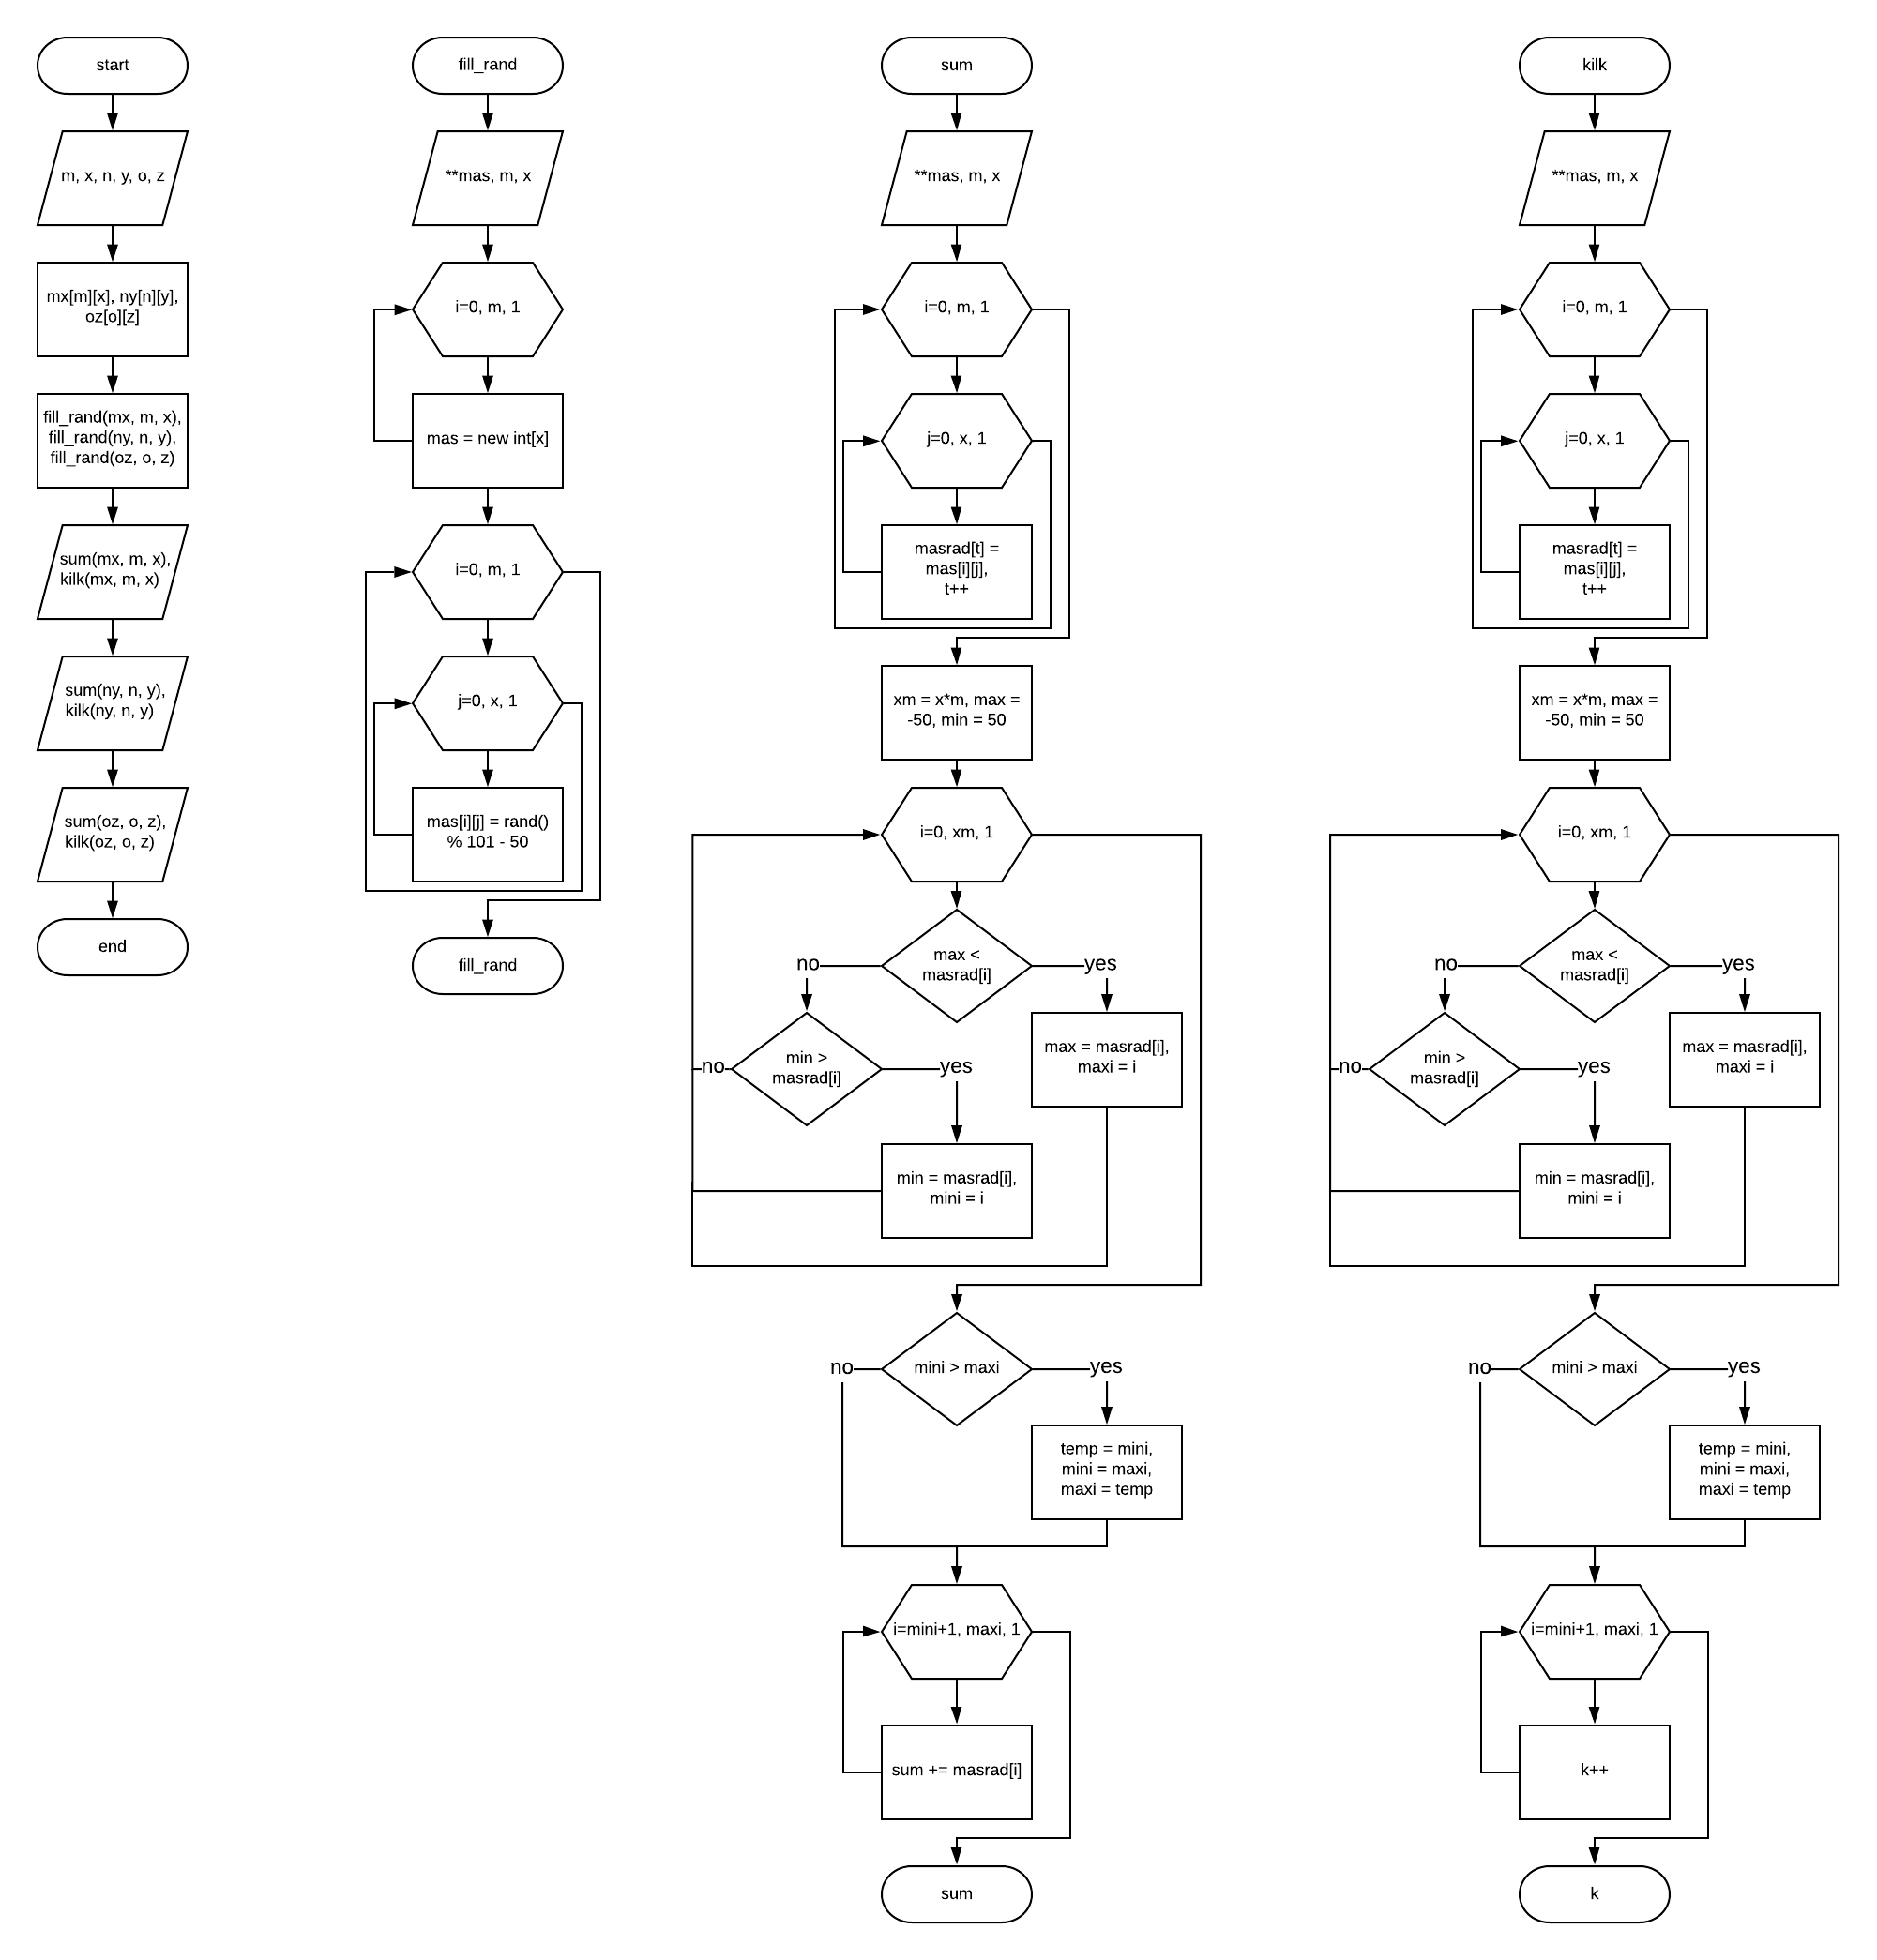 start
m, x, n, y, o, z
mx[m][x], ny[n][y],
oz[o][z]
fill_rand(mx, m, x),
fill_rand(ny, n, y),
fill_rand(oz, o, z)
sum(mx, m, x),
kilk(mx, m, x)
sum(ny, n, y),
kilk(ny, n, y)
sum(oz, o, z),
kilk(oz, o, z)
end
fill_rand
**mas, m, x
i=0, m, 1
mas = new int[x]
i=0, m, 1
j=0, x, 1
mas[i][j] = rand()
% 101 - 50
fill_rand
sum
**mas, m, x
i=0, m, 1
j=0, x, 1
masrad[t] =
mas[i][j],
t++
xm = x*m, max =
-50, min = 50
i=0, xm, 1
max <
masrad[i]
no
yes
min >
masrad[i]
no
yes
max = masrad[i],
maxi = i
min = masrad[i],
mini = i
mini > maxi
no
yes
temp = mini,
mini = maxi,
maxi = temp
i=mini+1, maxi, 1
sum += masrad[i]
sum
kilk
**mas, m, x
i=0, m, 1
j=0, x, 1
masrad[t] =
mas[i][j],
t++
xm = x*m, max =
-50, min = 50
i=0, xm, 1
max <
masrad[i]
no
yes
min >
masrad[i]
no
yes
max = masrad[i],
maxi = i
min = masrad[i],
mini = i
mini > maxi
no
yes
temp = mini,
mini = maxi,
maxi = temp
i=mini+1, maxi, 1
k++
k